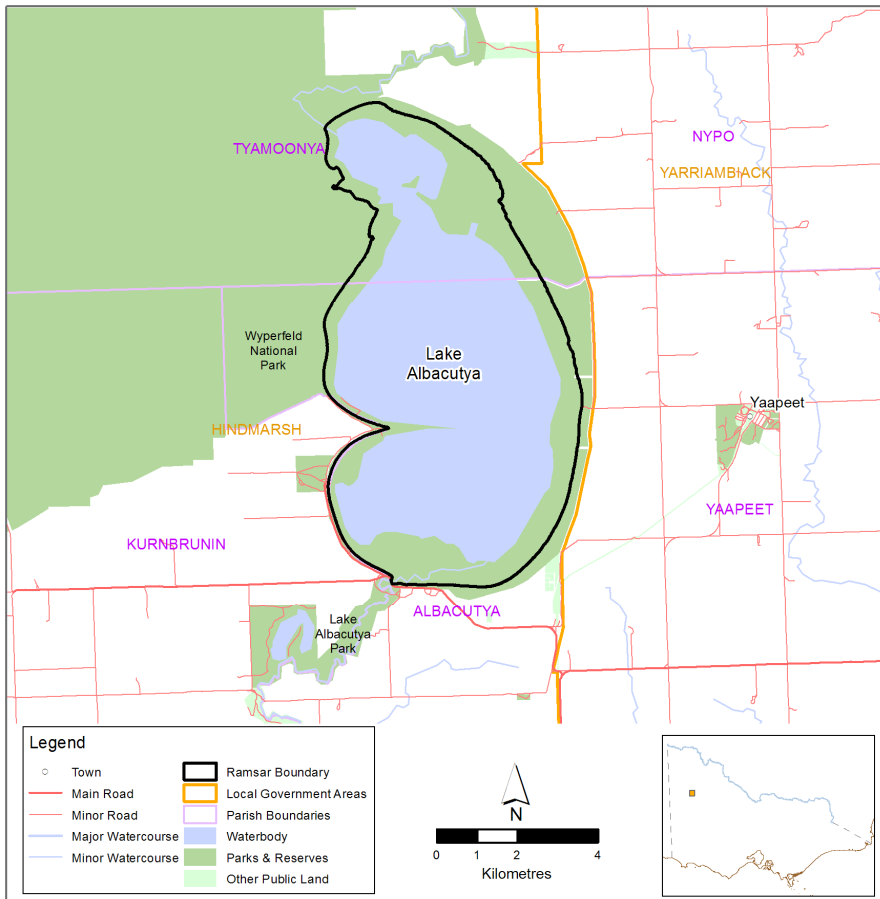 TYAMOONYA
NYPO
YARRIAMBIACK
Wyperfeld
National
Park
Lake
Albacutya
Yaapeet
HINDMARSH
YAAPEET
KURNBRUNIN
ALBACUTYA
Lake
Albacutya
Park
Legend
Town
Main Road
Minor Road
Major Watercourse
Minor Watercourse
Ramsar Boundary
Local Government Areas
Parish Boundaries
Waterbody
Parks & Reserves
Other Public Land
N
0 1 2 4
Kilometres